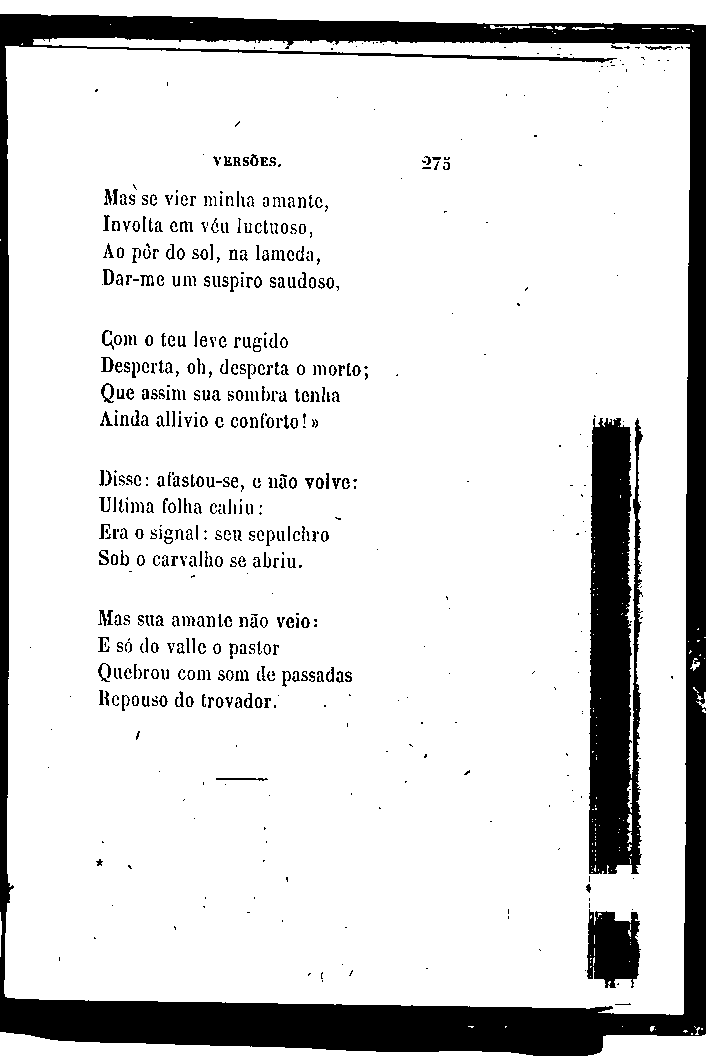 VERSÕES. 275
Mas se vier minha amante,
Involta em véu luctuoso,
Ao pôr do sol, na lameda,
Dar-me um suspiro saudoso,
Com o teu leve rugido
Desperta, oh, desperta o morto;
Que assim sua sombra tenha
Ainda allivio e conforto!»
Disse: afastou-se, e não volve:
Ultima folha cahiu:
Era o signal: seu sepulchro
Sob o carvalho se abriu.
Mas sua amante não veio:
E só do valle o pastor
Quebrou com som de passadas
Repouso do trovador.
*